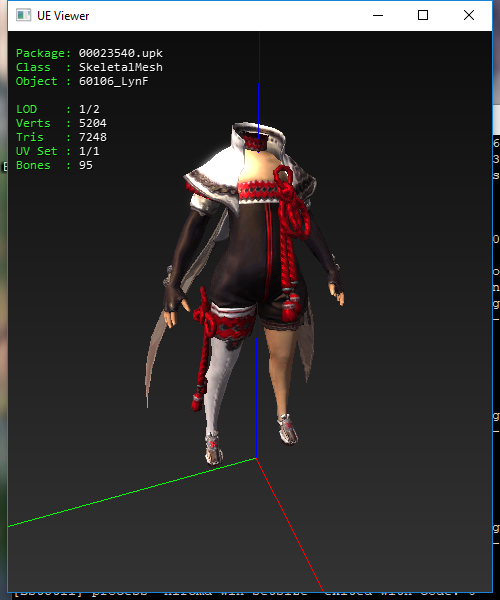 UE Viewer
Package: 00023540.upk
Class  : SkeletalMesh
Object : 60106_LynF
LOD    : 1/2
Verts  : 5204
Tris   : 7248
UV Set : 1/1
Bones  : 95